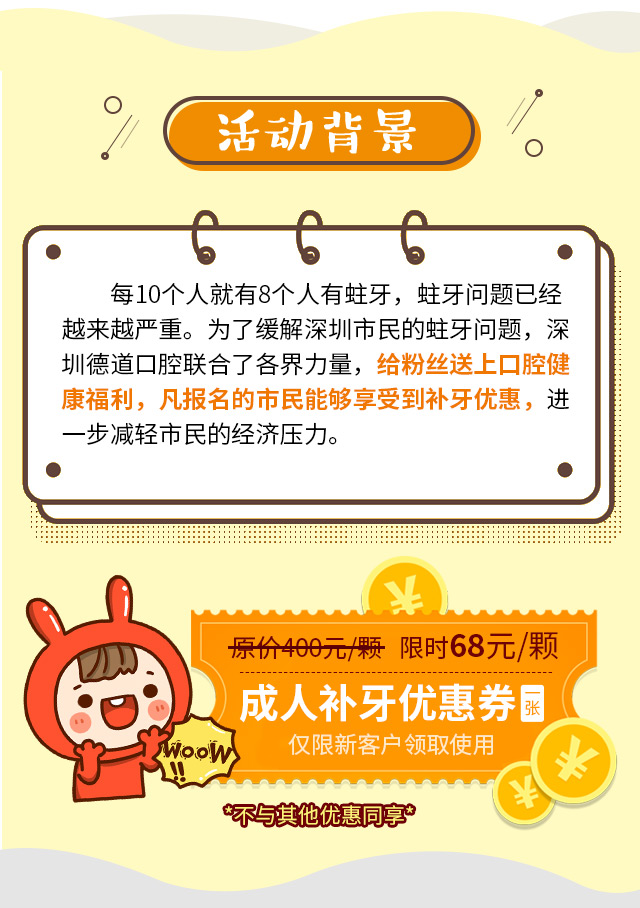 活动背景
每10个人就有8个人有蛀牙，蛀牙问题已经
越来越严重。为了缓解深圳市民的蛀牙问题，深
圳德道口腔联合了各界力量，给粉丝送上口腔健
康福利，凡报名的市民能够享受到补牙优惠，进
一步减轻市民的经济压力。
原价400元/颗 限时68元/颗
成人补牙优惠券一张
仅限新客户领取使用
WOOW!!
*不与其他优惠同享*